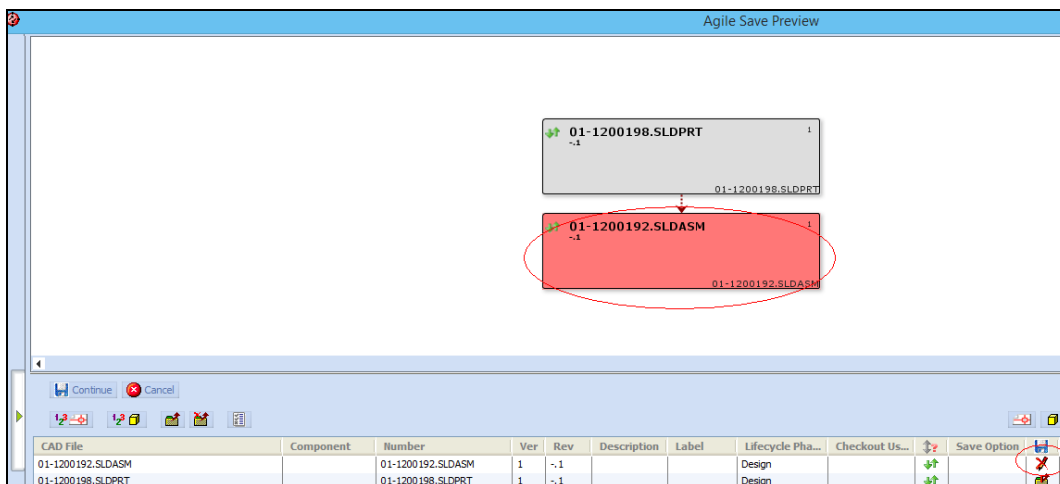 Agile Save Preview
01-1200198.SLDPRT 1
-.1
01-1200198.SLDPRT
01-1200192.SLDASM 1
-.1
01-1200192.SLDASM
Continue Cancel
CAD File Component Number Ver Rev Description Label Lifecycle Pha... Checkout Us... Save Option
01-1200192.SLDASM 01-1200192.SLDASM 1 -.1 Design
01-1200198.SLDPRT 01-1200198.SLDPRT 1 -.1 Design